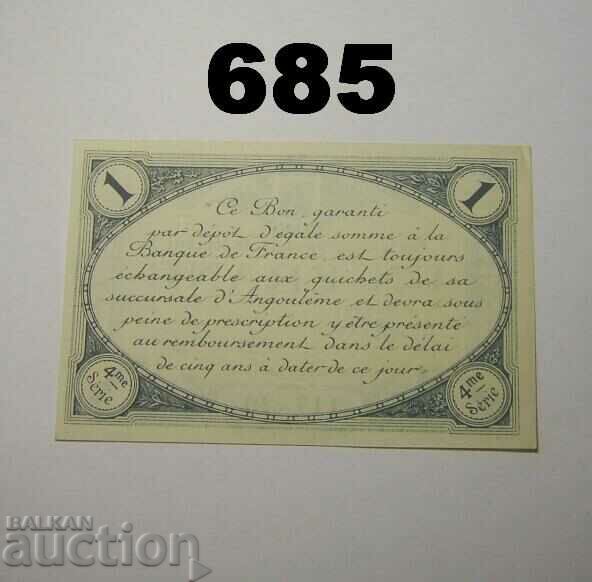 685
1
1
"Ce Bon, garanti
par dépôt d'égale somme à la
Banque de France, est toujours
échangeable aux guichets de sa
succursale d'Angoulême et devra sous
peine de prescription y être présenté
au remboursement dans le délai
de cinq ans à dater de ce jour"
4me
Série
4me
Série
BALKAN
auction